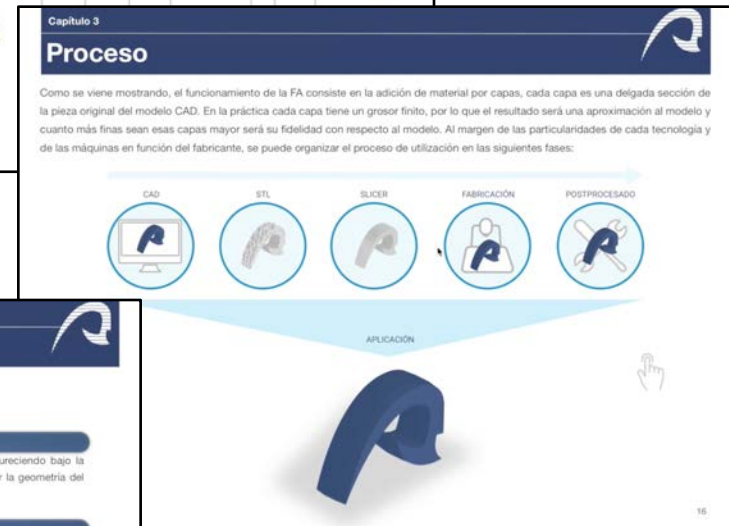 Capítulo 3
Proceso
Como se viene mostrando, el funcionamiento de la FA consiste en la adición de material por capas, cada capa es una delgada sección de
la pieza original del modelo CAD. En la práctica cada capa tiene un grosor finito, por lo que el resultado será una aproximación al modelo y
cuanto más finas sean esas capas mayor será su fidelidad con respecto al modelo. Al margen de las particularidades de cada tecnología y
de las máquinas en función del fabricante, se puede organizar el proceso de utilización en las siguientes fases:
CAD STL SLICER FABRICACIÓN POSTPROCESADO
APLICACIÓN
ureciendo bajo la
r la geometría del
16